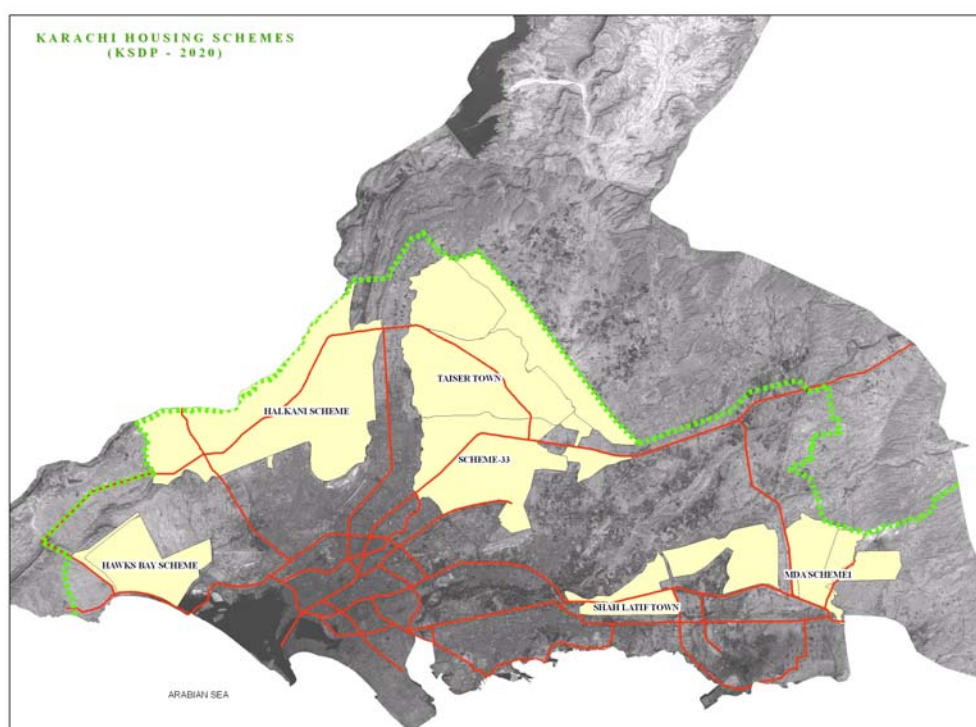 KARACHI HOUSING SCHEMES
(KSDP - 2020)
TAISER TOWN
HALKANI SCHEME
SCHEME-33
HAWKS BAY SCHEME
MDA SCHEME1
SHAH LATIF TOWN
ARABIAN SEA